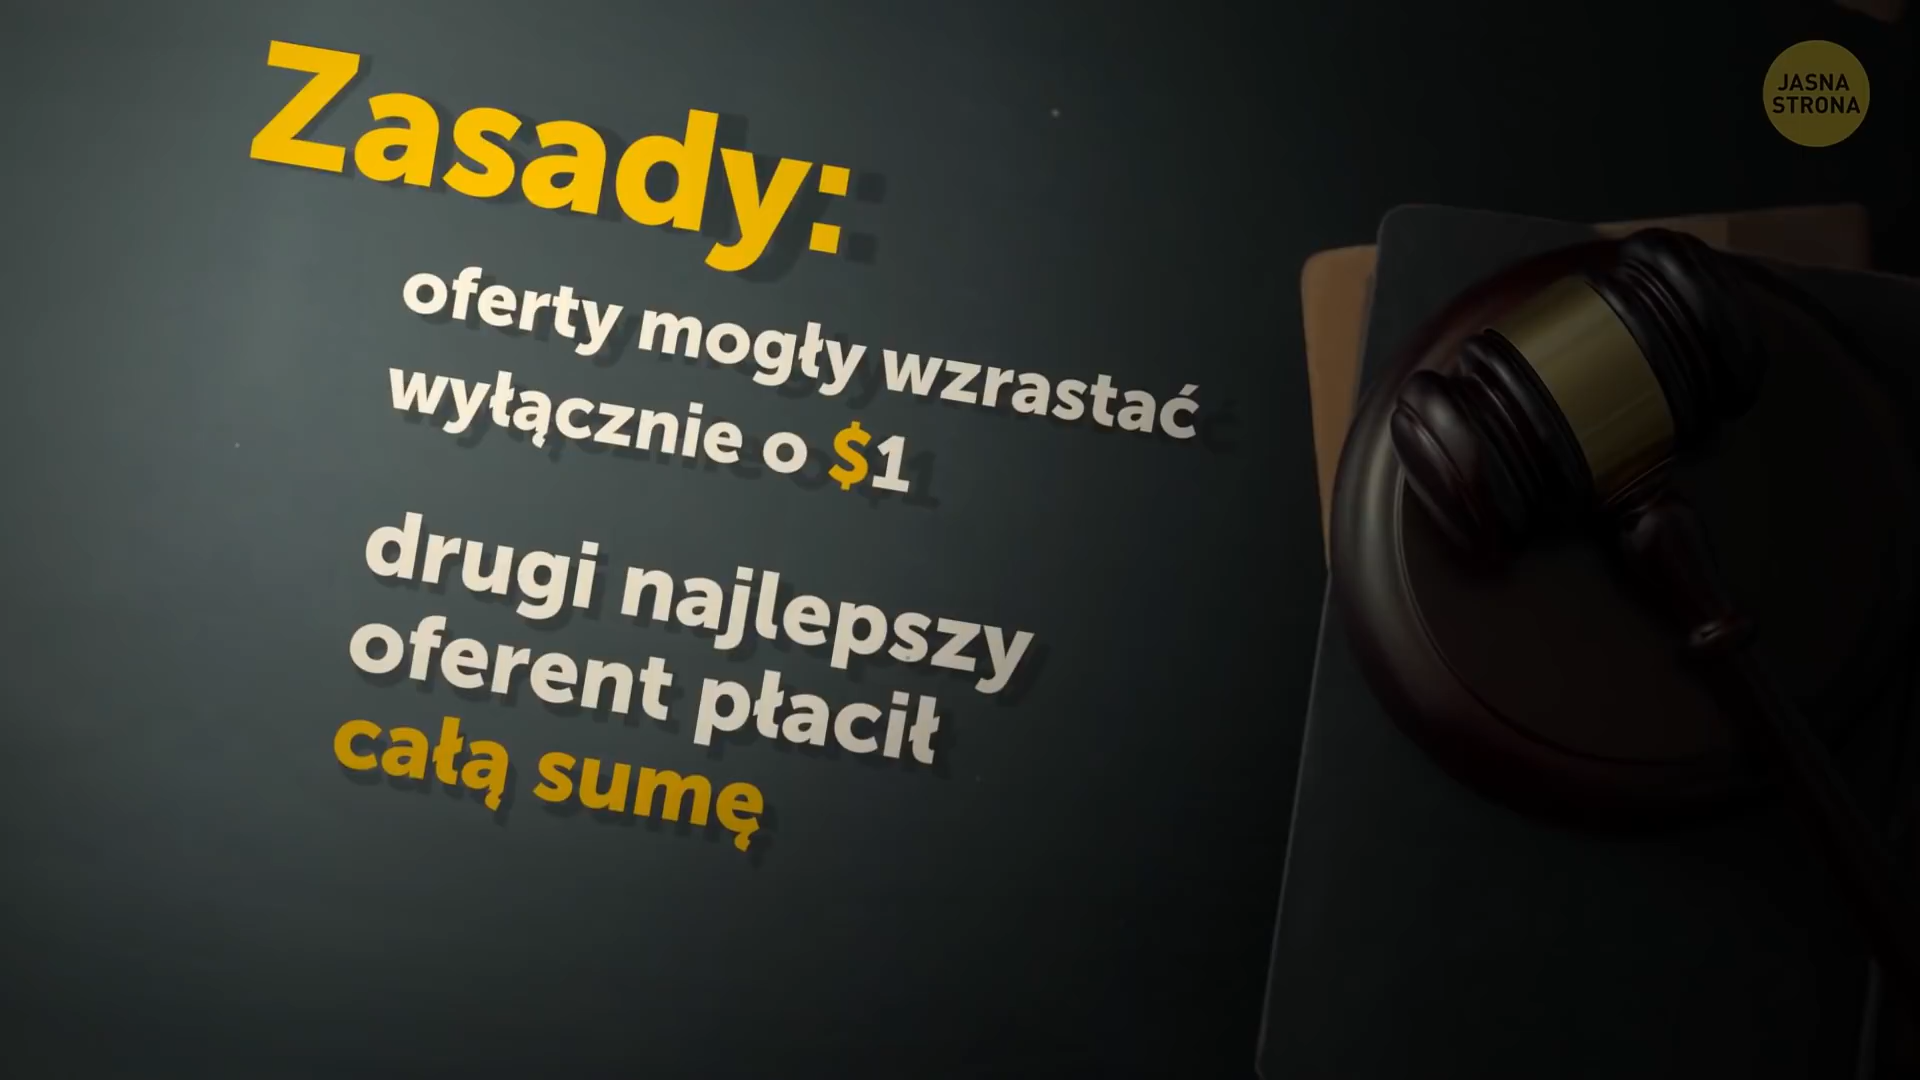 Zasady:
oferty mogły wzrastać
wyłącznie o $1
drugi najlepszy
oferent płacił
całą sumę
JASNA
STRONA